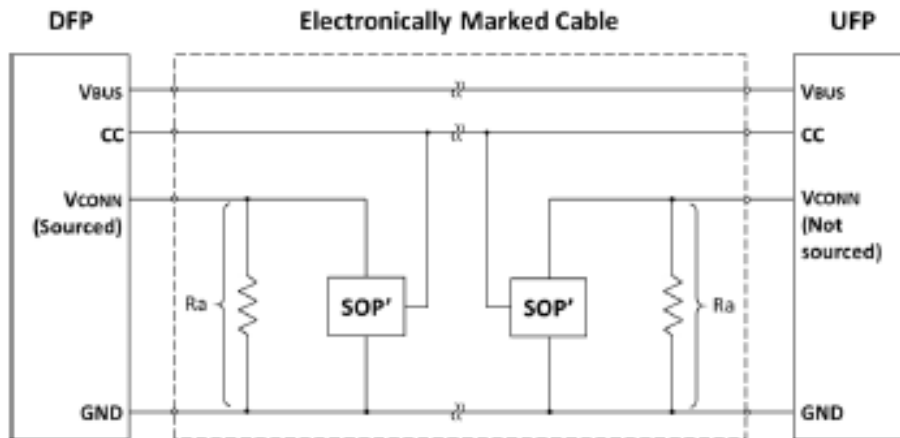 DFP
Electronically Marked Cable
UFP
VBUS
VBUS
CC
CC
VCONN
(Sourced)
VCONN
(Not
sourced)
Ra
SOP'
SOP'
Ra
GND
GND